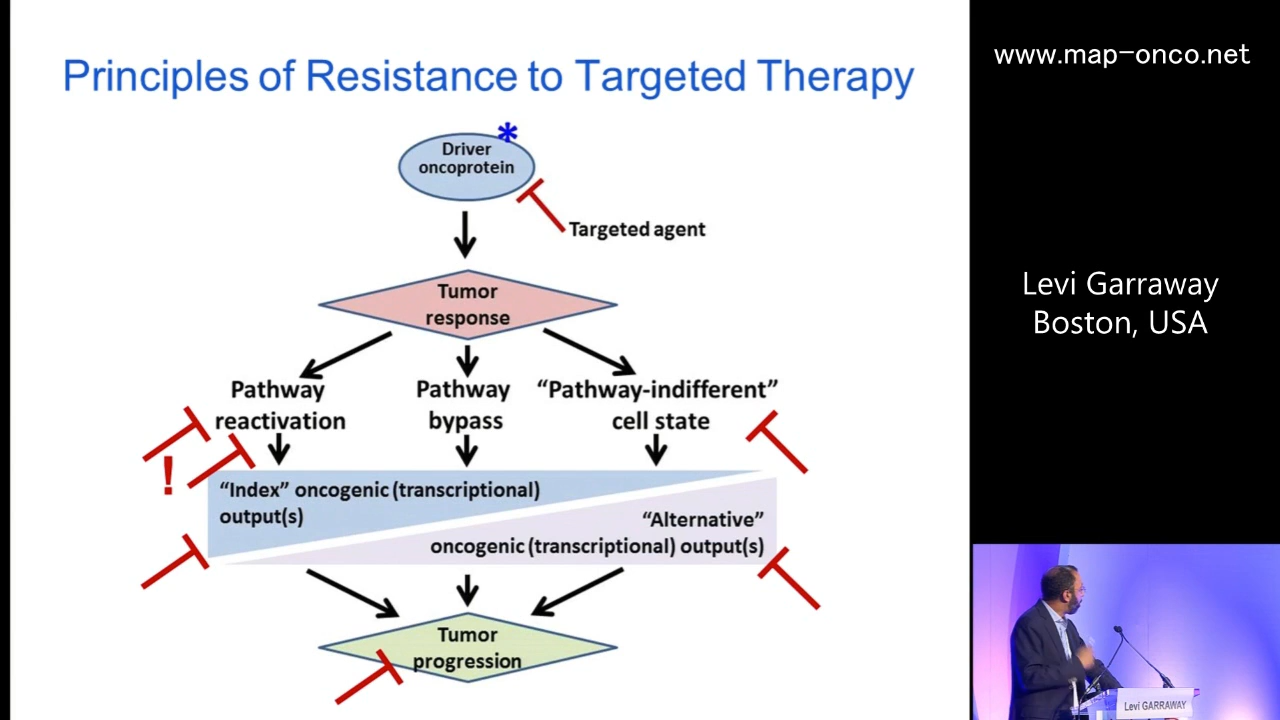 Principles of Resistance to Targeted Therapy
*
Driver
oncoprotein
Targeted agent
Tumor
response
Pathway
reactivation
Pathway
bypass
“Pathway-indifferent”
cell state
!
“Index” oncogenic (transcriptional)
output(s)
“Alternative”
oncogenic (transcriptional) output(s)
Tumor
progression
www.map-onco.net
Levi Garraway
Boston, USA
Levi GARRAWAY